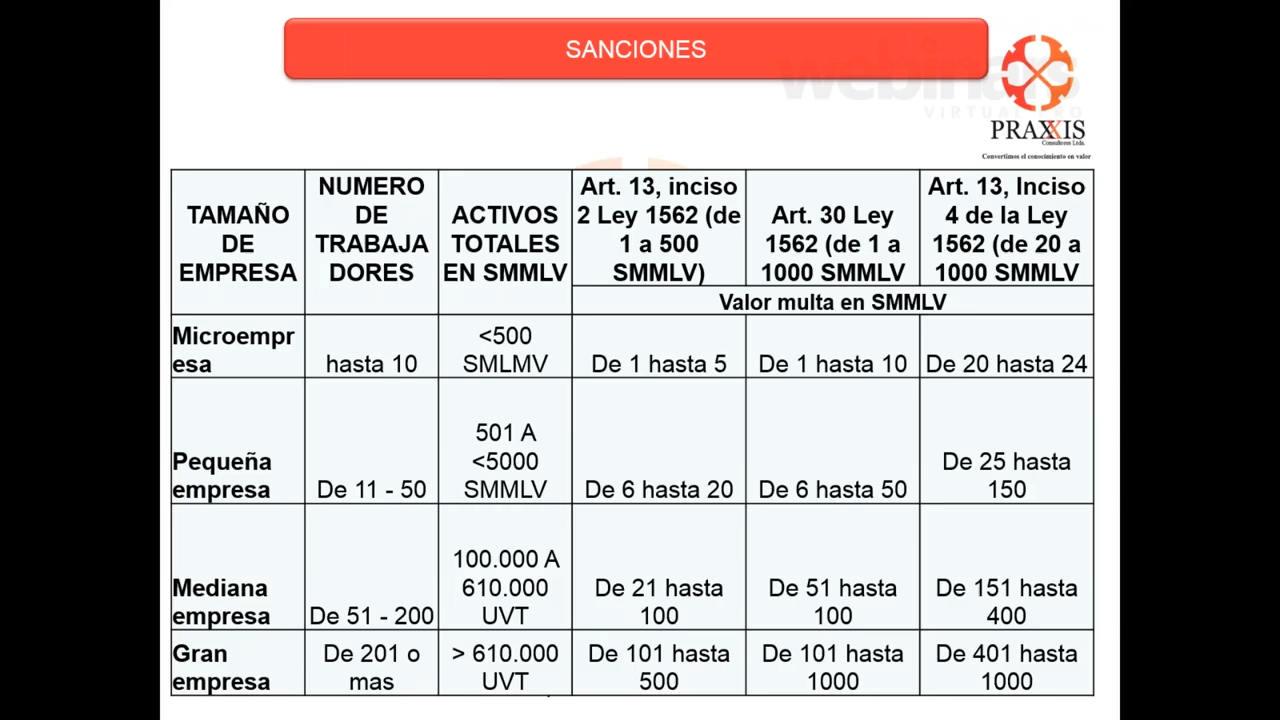 SANCIONES
webinars
VIRTUAL PRO
PRAXXIS
Consultores Ltda.
Convertimos el conocimiento en valor
TAMAÑO
DE
EMPRESA
NUMERO
DE
TRABAJA
DORES
ACTIVOS
TOTALES
EN SMMLV
Art. 13, inciso
2 Ley 1562 (de
1 a 500
SMMLV)
Art. 30 Ley
1562 (de 1 a
1000 SMMLV
Art. 13, Inciso
4 de la Ley
1562 (de 20 a
1000 SMMLV
Valor multa en SMMLV
Microempr
esa
hasta 10
<500
SMLMV
De 1 hasta 5
De 1 hasta 10
De 20 hasta 24
Pequeña
empresa
De 11 - 50
501 A
<5000
SMMLV
De 6 hasta 20
De 6 hasta 50
De 25 hasta
150
Mediana
empresa
De 51 - 200
100.000 A
610.000
UVT
De 21 hasta
100
De 51 hasta
100
De 151 hasta
400
Gran
empresa
De 201 o
mas
> 610.000
UVT
De 101 hasta
500
De 101 hasta
1000
De 401 hasta
1000